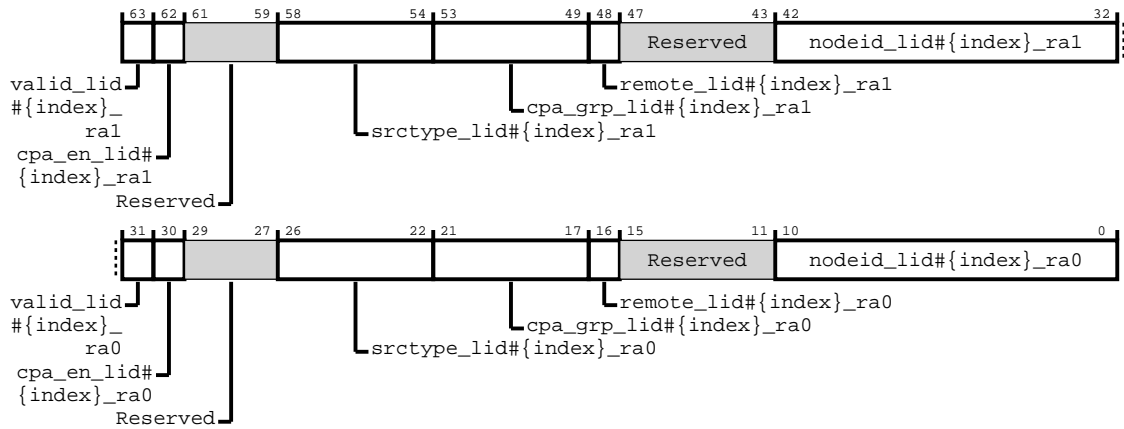 63 62 61 59 58 54 53 49 48 47 43 42 32
Reserved nodeid_lid#{index}_ra1
valid_lid
#{index}_
ra1
remote_lid#{index}_ra1
cpa_grp_lid#{index}_ra1
srctype_lid#{index}_ra1
cpa_en_lid#
{index}_ra1
Reserved
31 30 29 27 26 22 21 17 16 15 11 10 0
Reserved nodeid_lid#{index}_ra0
valid_lid
#{index}_
ra0
remote_lid#{index}_ra0
cpa_grp_lid#{index}_ra0
srctype_lid#{index}_ra0
cpa_en_lid#
{index}_ra0
Reserved